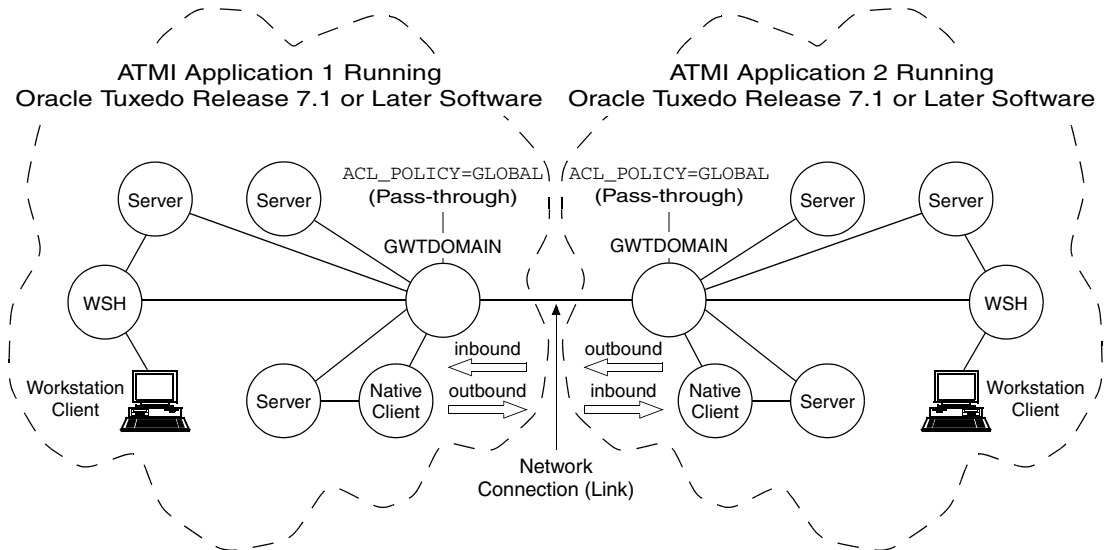 ATMI Application 1 Running
Oracle Tuxedo Release 7.1 or Later Software
ATMI Application 2 Running
Oracle Tuxedo Release 7.1 or Later Software
ACL_POLICY=GLOBAL
(Pass-through)
ACL_POLICY=GLOBAL
(Pass-through)
Server
Server
Server
Server
GWTDOMAIN
GWTDOMAIN
WSH
WSH
inbound
outbound
outbound
inbound
Workstation
Client
Server
Native
Client
Native
Client
Server
Workstation
Client
Network
Connection (Link)